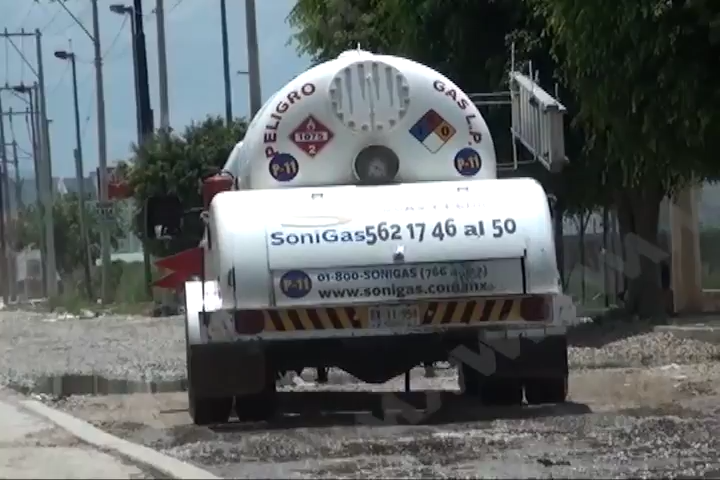 PELIGRO GAS L.P.
1075
2
0
P-11 P-11
SoniGas 562 17 46 al 50
P-11 01-800-SONIGAS (766
www.sonigas.com.mx